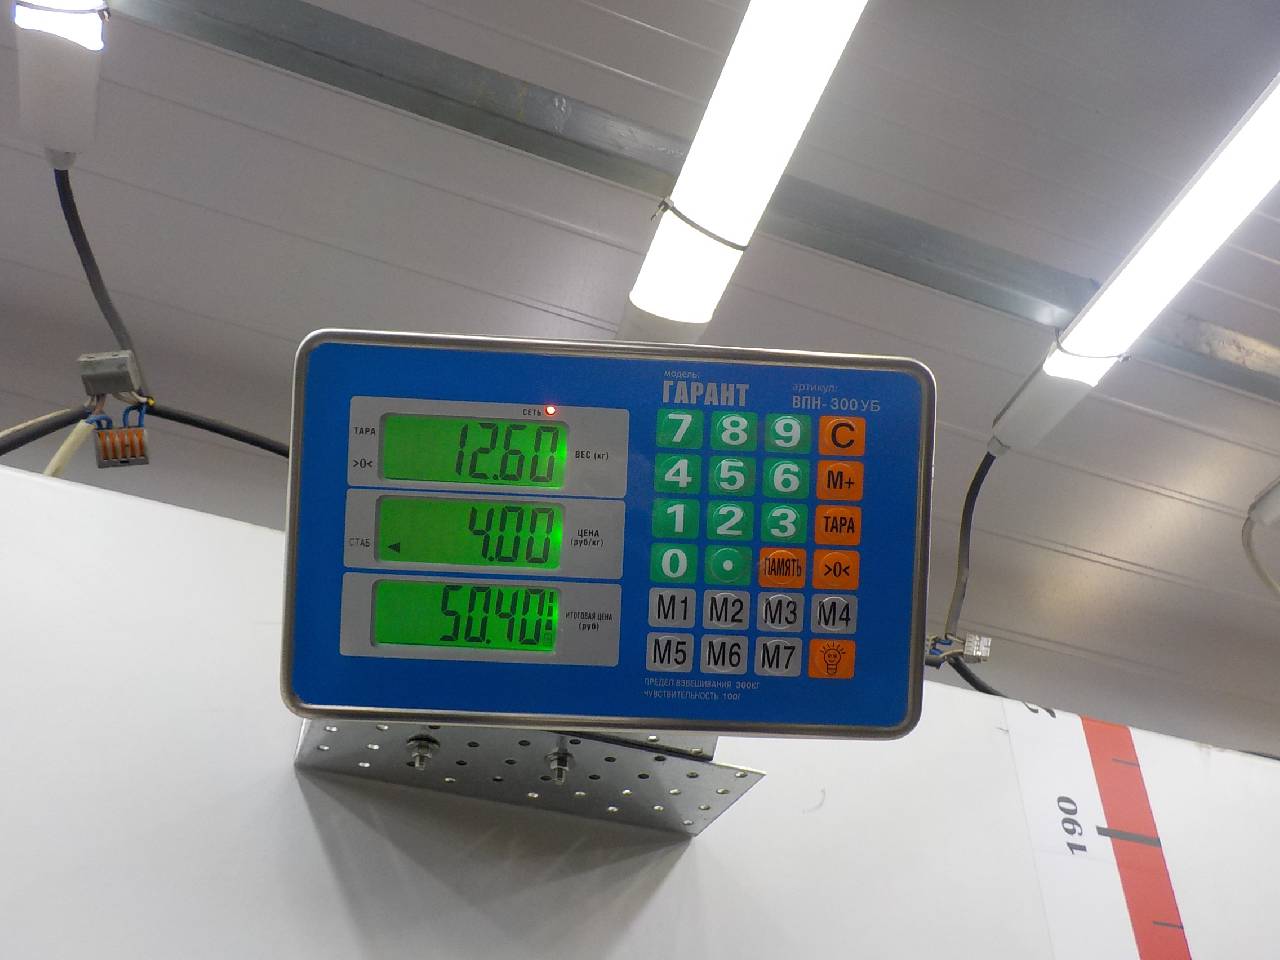 модель:
ГАРАНТ
артикул:
ВПН-300УБ
СЕТЬ
ТАРА
>0<
12.60
ВЕС (кг)
СТАБ
4.00
ЦЕНА
(руб/кг)
50.40
ИТОГОВАЯ ЦЕНА
(руб)
7 8 9 C
4 5 6 M+
1 2 3 ТАРА
0 • ПАМЯТЬ >0<
M1 M2 M3 M4
M5 M6 M7
ПРЕДЕЛ ВЗВЕШИВАНИЯ 300КГ
ЧУВСТВИТЕЛЬНОСТЬ 100Г
190